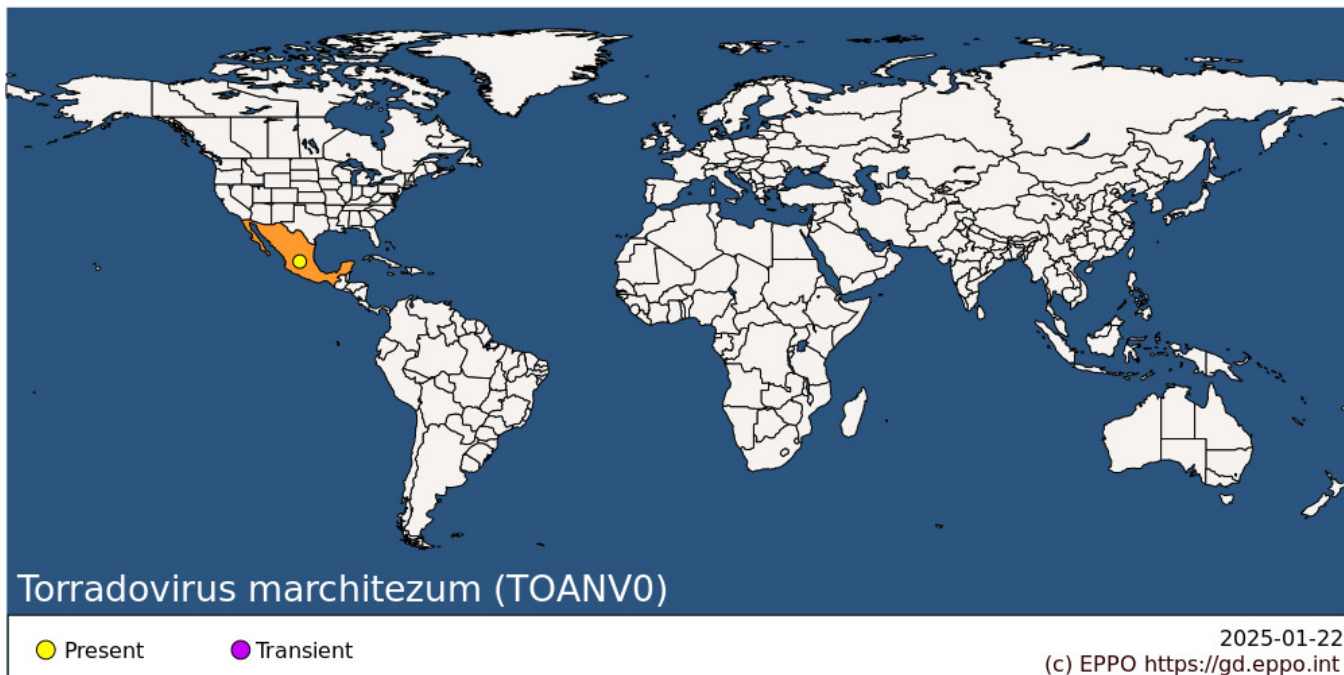 Torradovirus marchitezum (TOANV0)
Present
Transient
2025-01-22
(c) EPPO https://gd.eppo.int